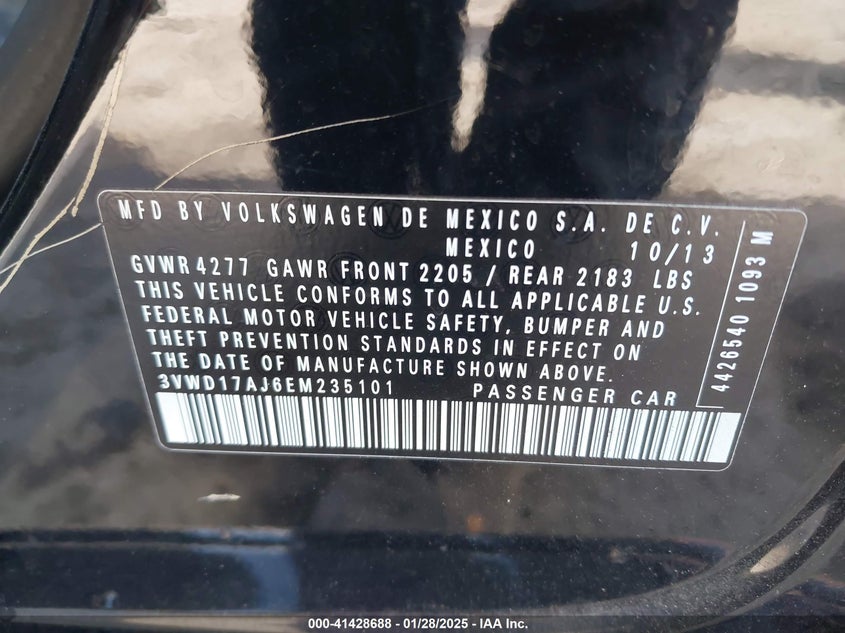 MFD BY VOLKSWAGEN DE MEXICO S.A. DE C.V.
MEXICO 10/13
GVWR 4277 GAWR FRONT 2205 / REAR 2183 LBS
THIS VEHICLE CONFORMS TO ALL APPLICABLE U.S.
FEDERAL MOTOR VEHICLE SAFETY, BUMPER AND
THEFT PREVENTION STANDARDS IN EFFECT ON
THE DATE OF MANUFACTURE SHOWN ABOVE.
3VWD17AJ6EM235101 PASSENGER CAR
4426540 1093 M
000-41428688 - 01/28/2025 - IAA Inc.